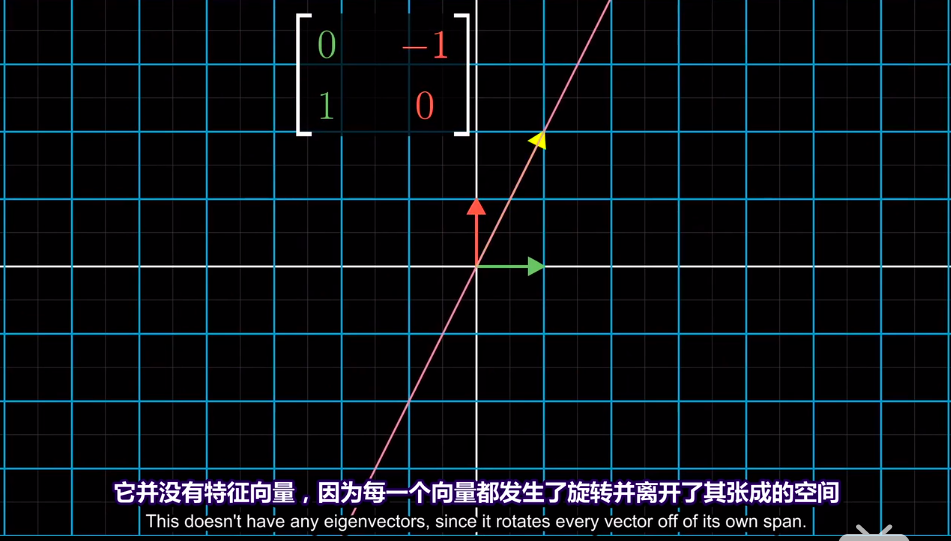 0 −1
1 0
它并没有特征向量，因为每一个向量都发生了旋转并离开了其张成的空间
This doesn't have any eigenvectors, since it rotates every vector off of its own span.